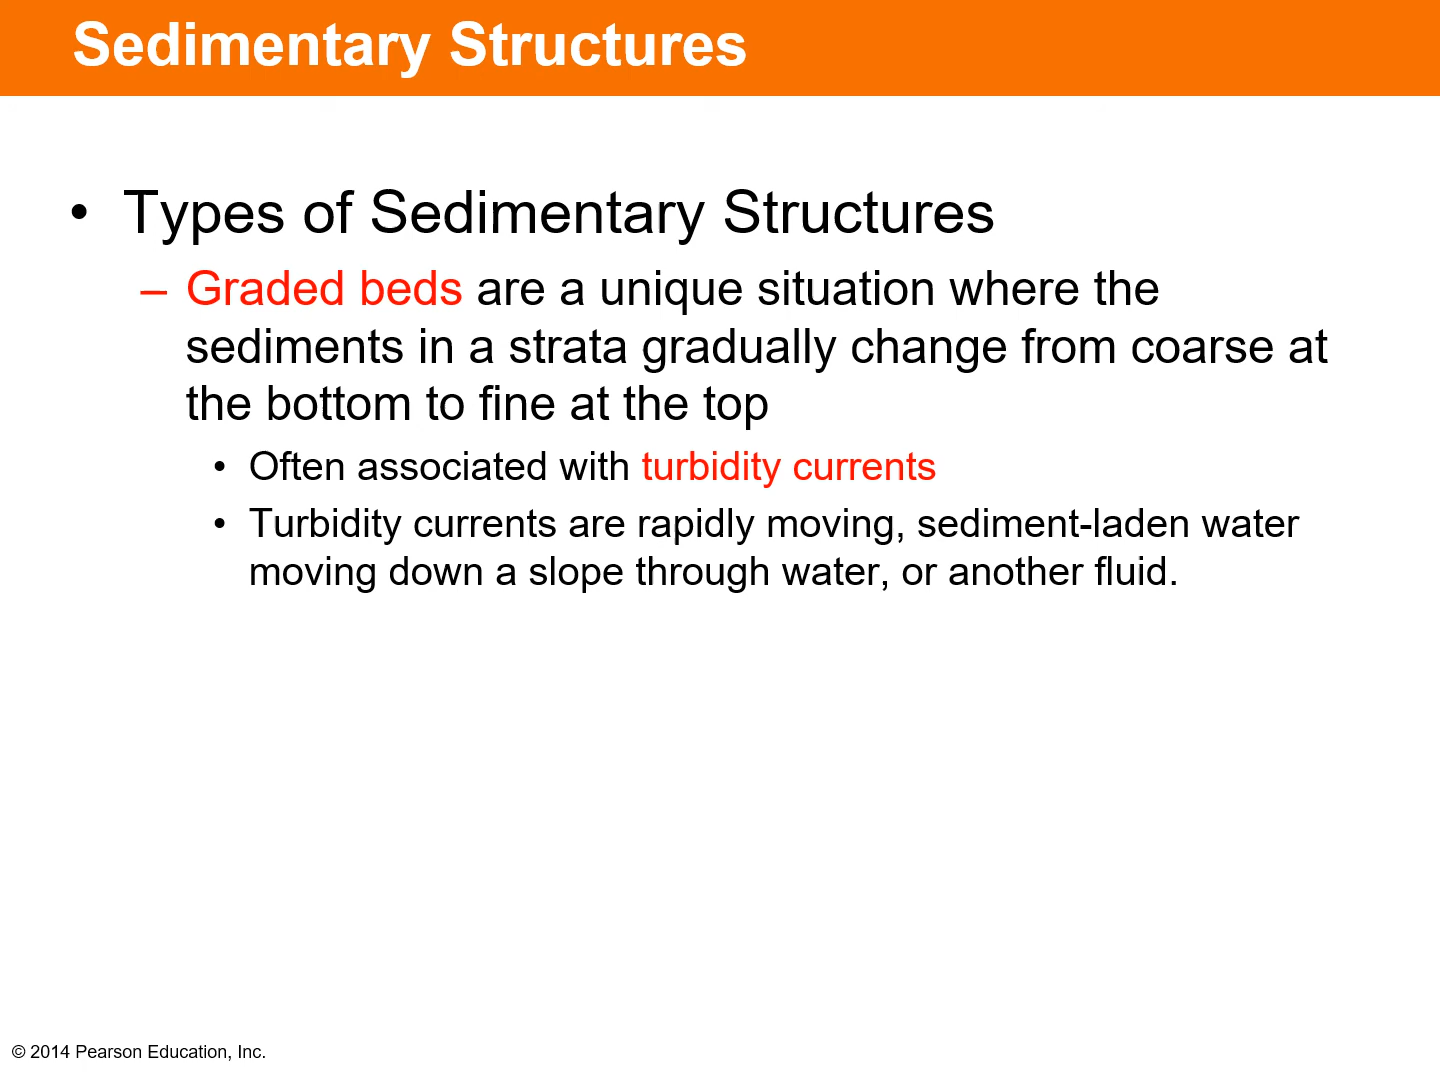 Sedimentary Structures
• Types of Sedimentary Structures
– Graded beds are a unique situation where the
sediments in a strata gradually change from coarse at
the bottom to fine at the top
• Often associated with turbidity currents
• Turbidity currents are rapidly moving, sediment-laden water
moving down a slope through water, or another fluid.
© 2014 Pearson Education, Inc.